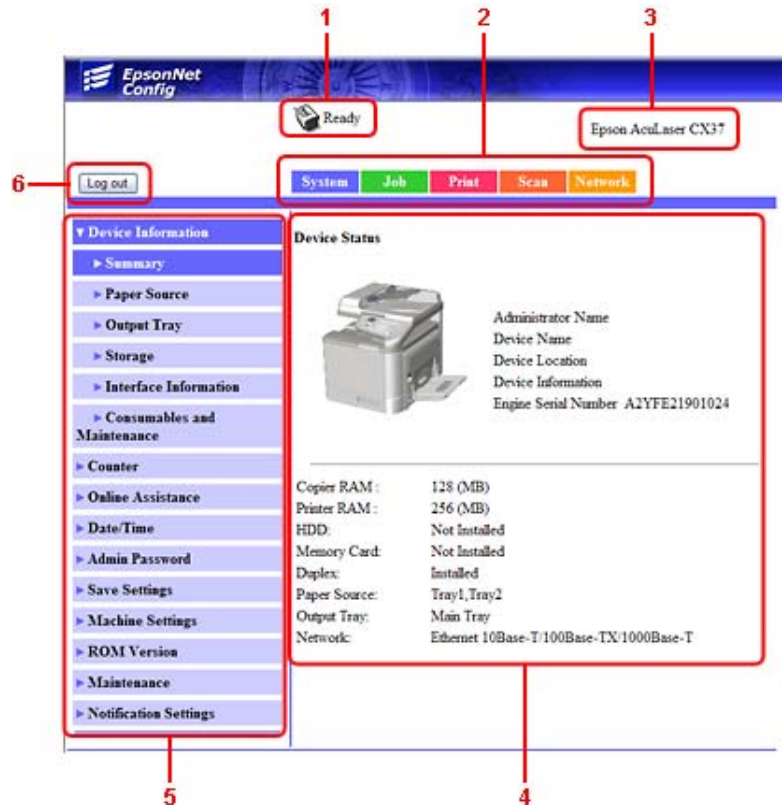 1
2
3
EpsonNet
Config
Ready
Epson AcuLaser CX37
6
Log out
System Job Print Scan Network
▼ Device Information
► Summary
► Paper Source
► Output Tray
► Storage
► Interface Information
► Consumables and
Maintenance
► Counter
► Online Assistance
► Date/Time
► Admin Password
► Save Settings
► Machine Settings
► ROM Version
► Maintenance
► Notification Settings
Device Status
Administrator Name
Device Name
Device Location
Device Information
Engine Serial Number A2YFE21901024
Copier RAM : 128 (MB)
Printer RAM : 256 (MB)
HDD: Not Installed
Memory Card: Not Installed
Duplex: Installed
Paper Source: Tray1,Tray2
Output Tray: Main Tray
Network: Ethernet 10Base-T/100Base-TX/1000Base-T
5
4